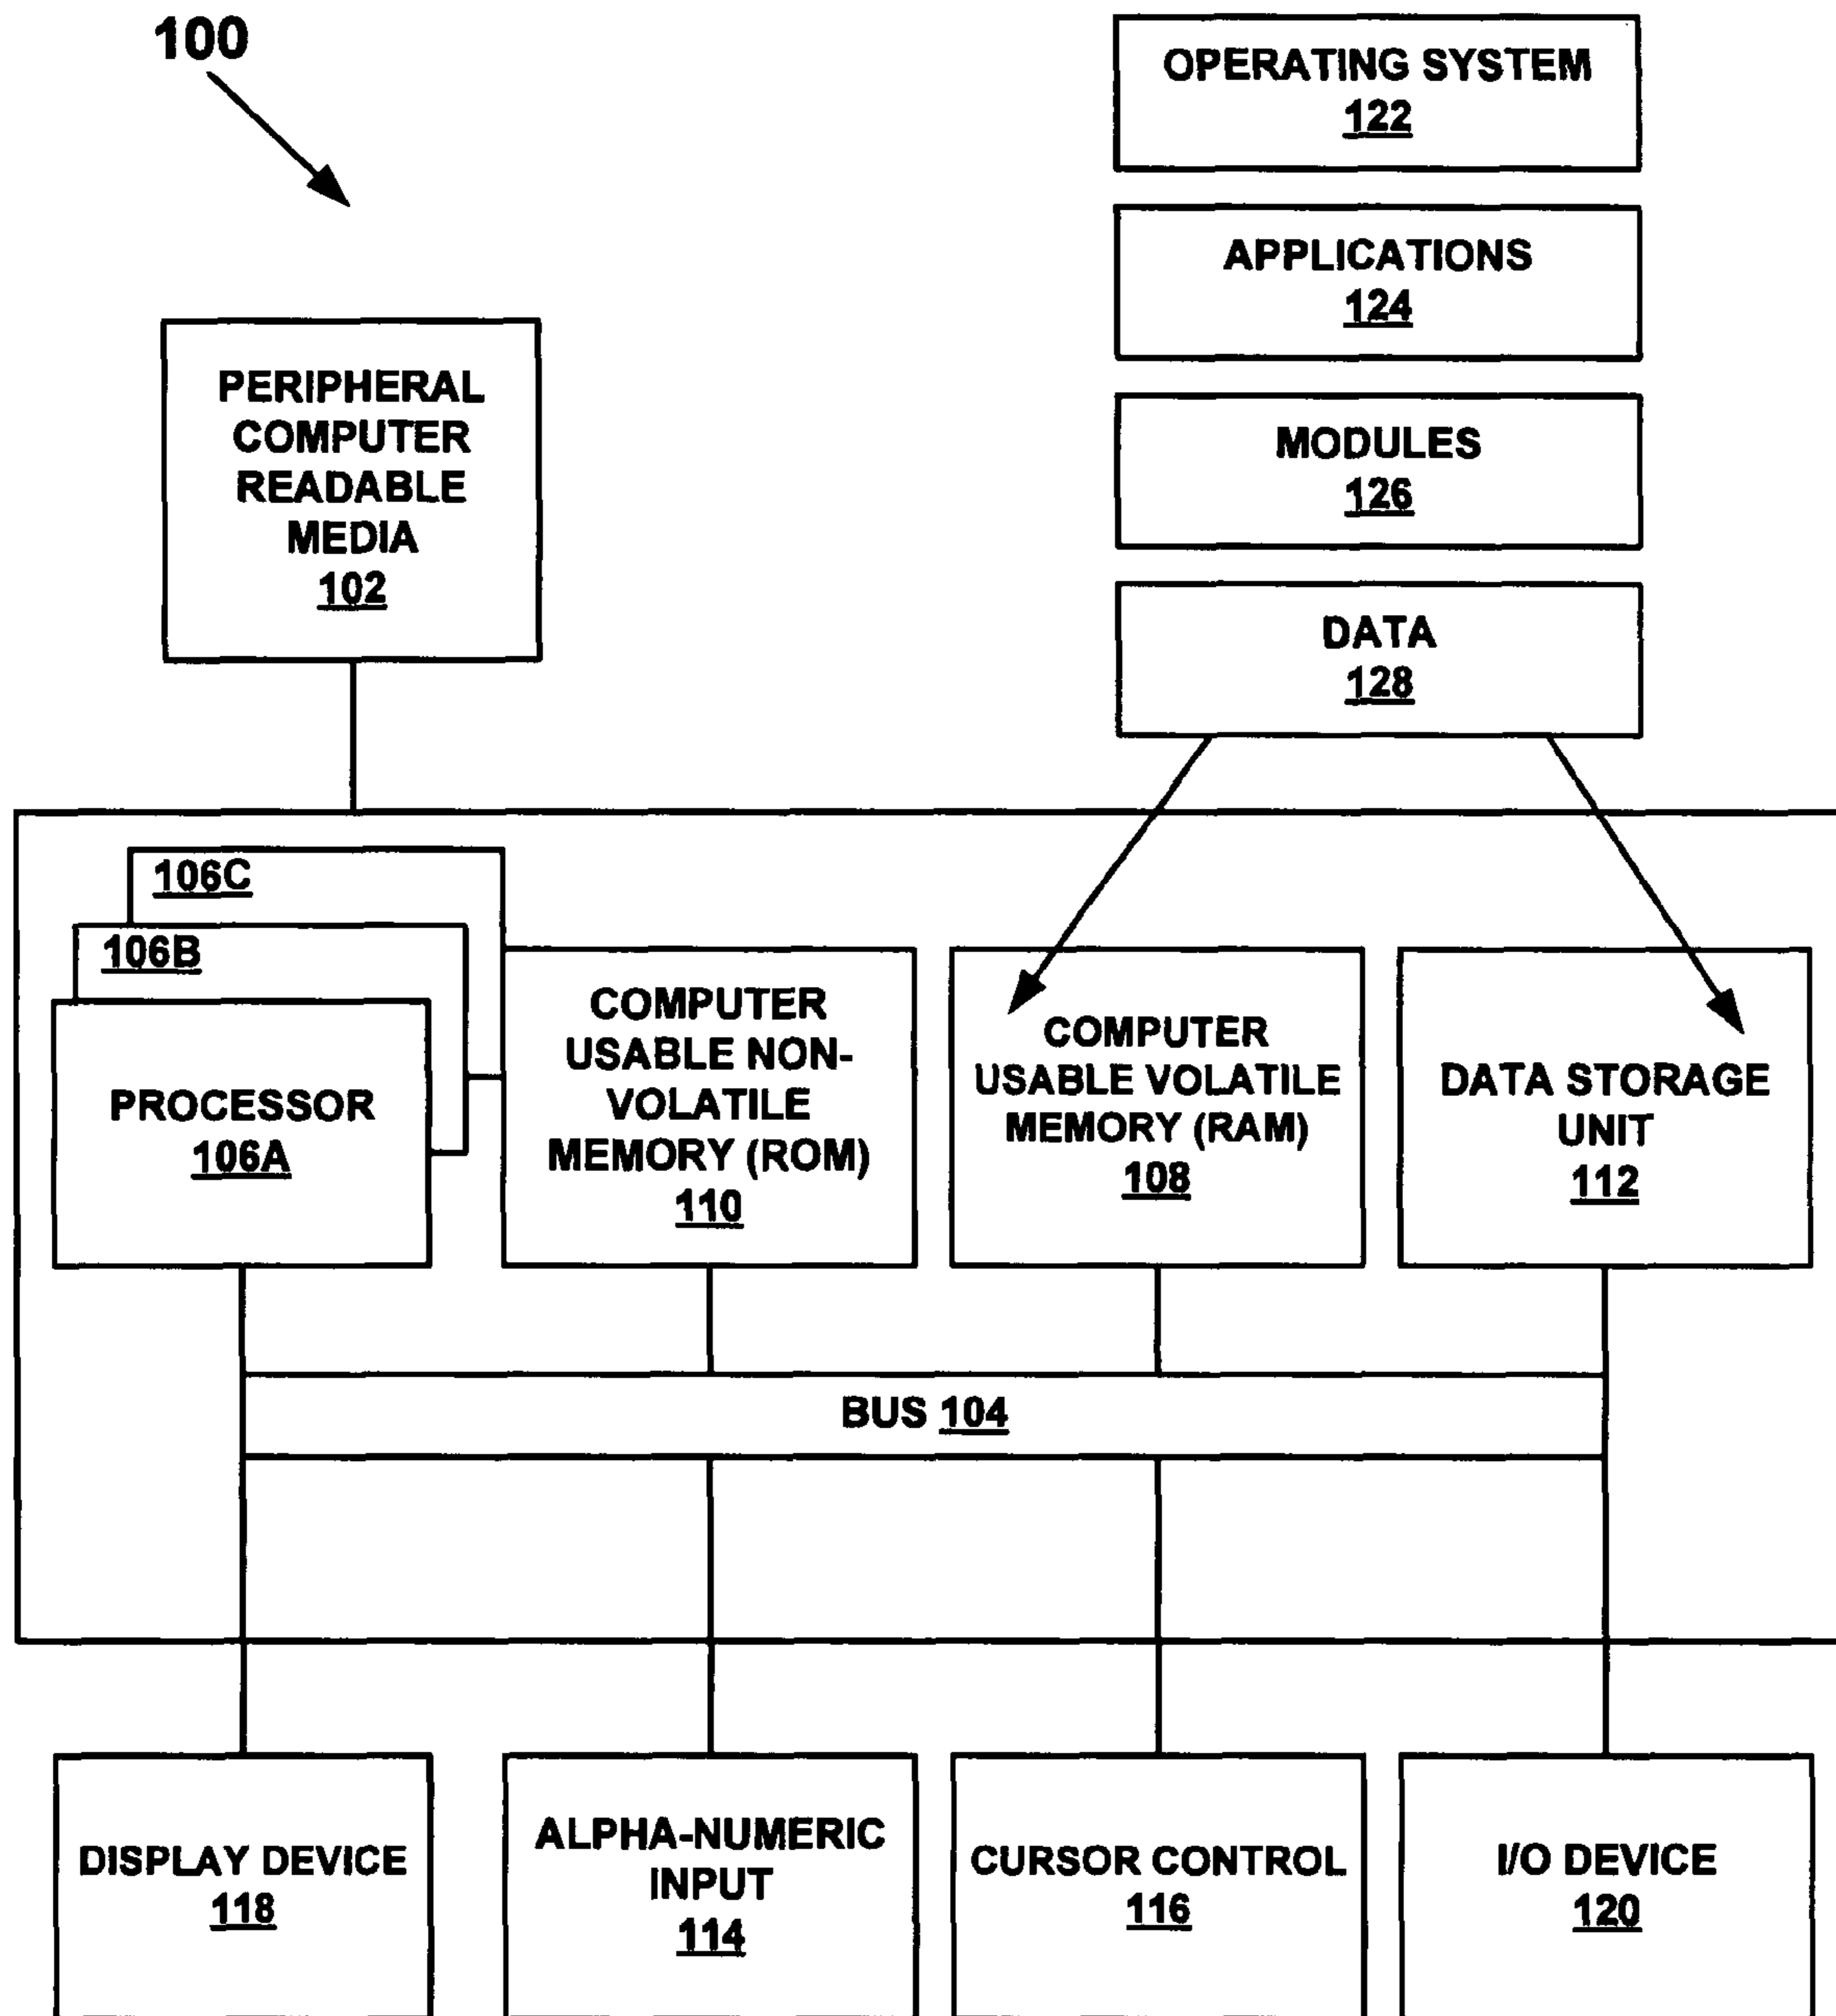 100
OPERATING SYSTEM
122
APPLICATIONS
124
PERIPHERAL
COMPUTER
READABLE
MEDIA
102
MODULES
126
DATA
128
106C
106B
PROCESSOR
106A
COMPUTER
USABLE NON-
VOLATILE
MEMORY (ROM)
110
COMPUTER
USABLE VOLATILE
MEMORY (RAM)
108
DATA STORAGE
UNIT
112
BUS 104
DISPLAY DEVICE
118
ALPHA-NUMERIC
INPUT
114
CURSOR CONTROL
116
I/O DEVICE
120